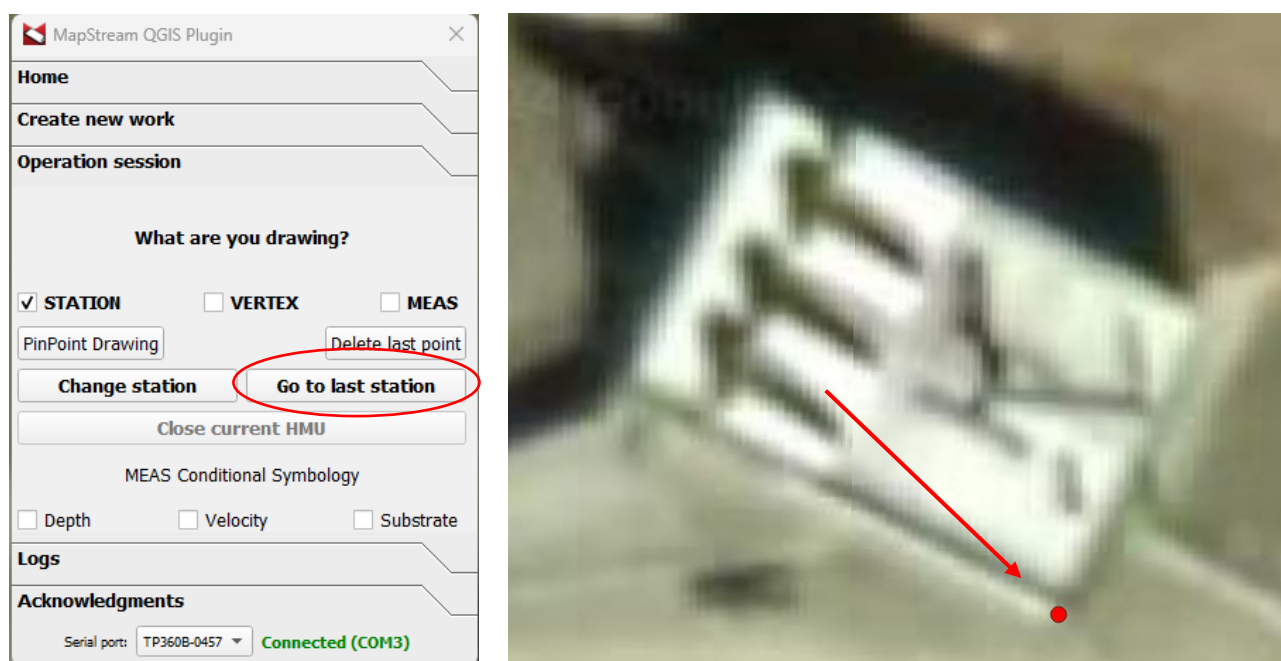 MapStream QGIS Plugin
Home
Create new work
Operation session
What are you drawing?
STATION VERTEX MEAS
PinPoint Drawing Delete last point
Change station Go to last station
Close current HMU
MEAS Conditional Symbology
Depth Velocity Substrate
Logs
Acknowledgments
Serial port: TP360B-0457 Connected (COM3)